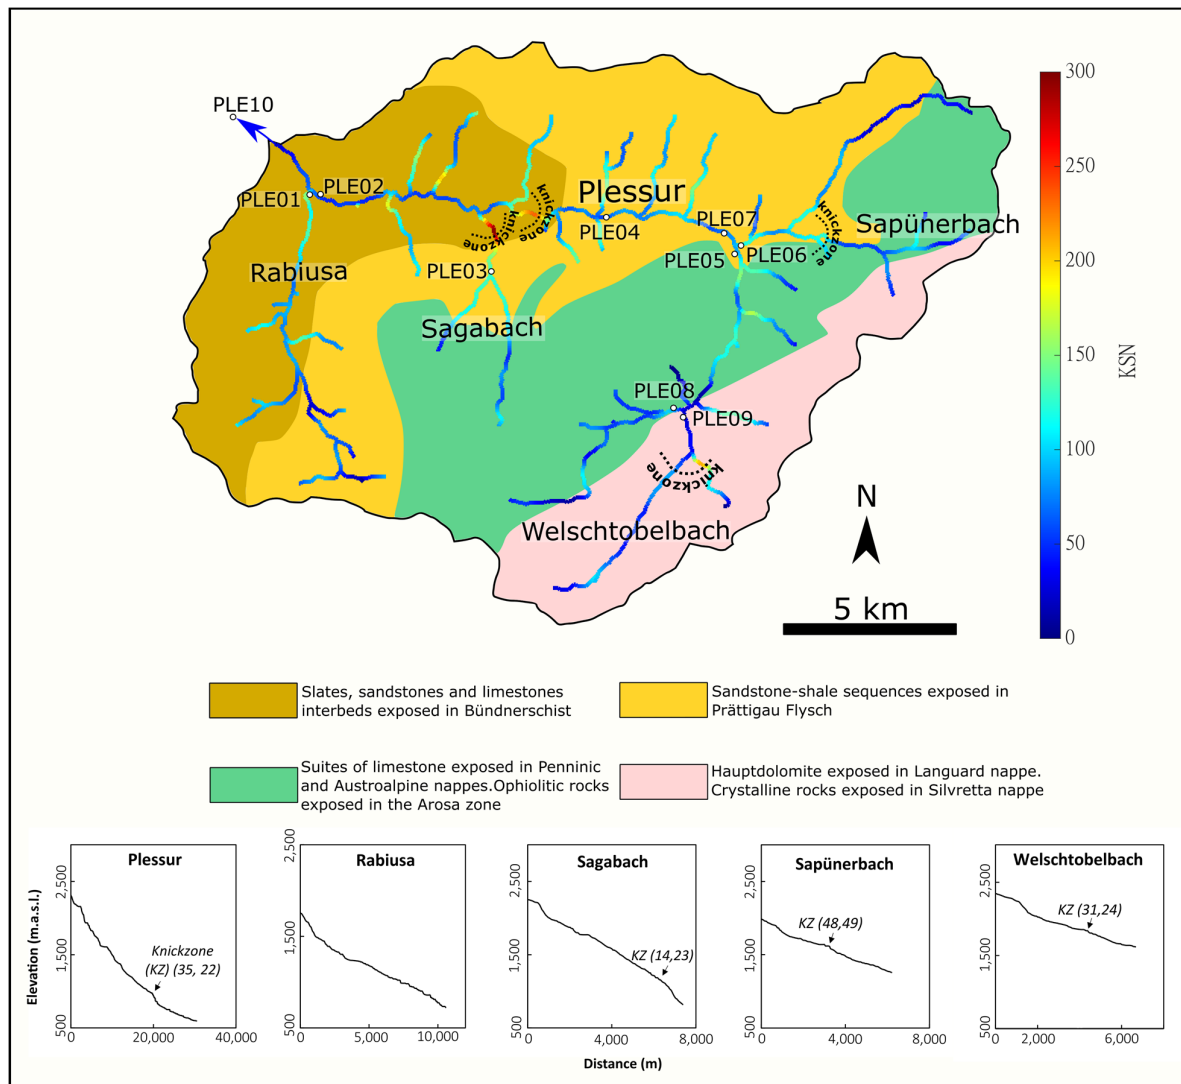 PLE10
PLE01
PLE02
knickzone
knickzone
Plessur
PLE04
PLE07
knickzone
Sapünerbach
PLE03
PLE05
PLE06
Rabiusa
Sagabach
PLE08
PLE09
knickzone
knickzone
Welschtobelbach
N
5 km
300
250
200
150
100
50
0
KSN
Slates, sandstones and limestones
interbeds exposed in Bündnerschist
Sandstone-shale sequences exposed in
Prättigau Flysch
Suites of limestone exposed in Penninic
and Austroalpine nappes.Ophiolitic rocks
exposed in the Arosa zone
Hauptdolomite exposed in Languard nappe.
Crystalline rocks exposed in Silvretta nappe
Elevation (m.a.s.l.)
Plessur
2,500
1,500
500
Knickzone
(KZ) (35, 22)
0
20,000
40,000
Rabiusa
2,500
1,500
500
0
5,000
10,000
Sagabach
2,500
1,500
500
KZ (14,23)
0
4,000
8,000
Sapünerbach
2,500
1,500
500
KZ (48,49)
0
4,000
8,000
Welschtobelbach
2,500
1,500
500
KZ (31,24)
0
2,000
6,000
Distance (m)